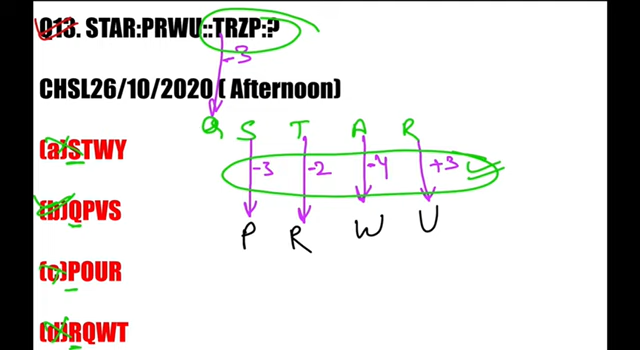 Q13. STAR:PRWU::TRZP:?
-3
CHSL26/10/2020 ( Afternoon)
Q S T A R
(a)STWY
-3 -2 -4 +3
(b)QPVS
P R W U
(c)POUR
(d)RQWT